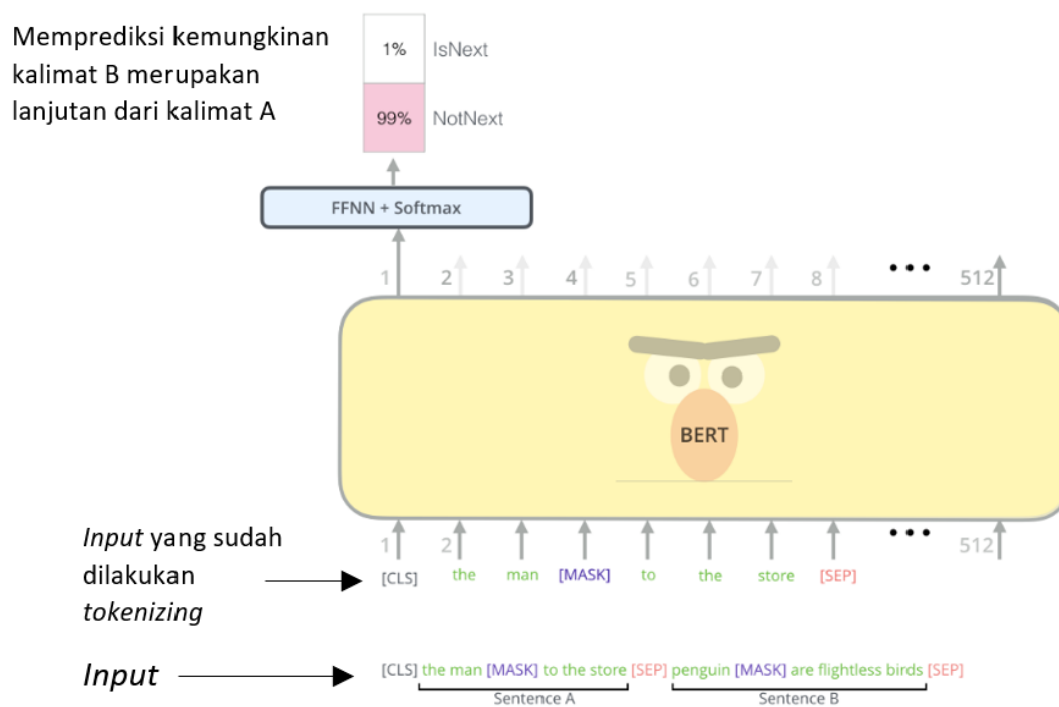 Memprediksi kemungkinan
kalimat B merupakan
lanjutan dari kalimat A
1% IsNext
99% NotNext
FFNN + Softmax
1 2 3 4 5 6 7 8 ••• 512
BERT
Input yang sudah
dilakukan
tokenizing
1 2 ••• 512
[CLS] the man [MASK] to the store [SEP]
Input
[CLS] the man [MASK] to the store [SEP] penguin [MASK] are flightless birds [SEP]
Sentence A Sentence B